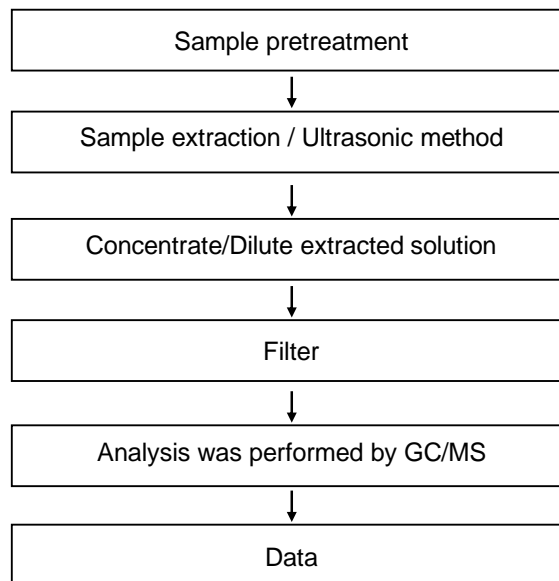 Sample pretreatment
Sample extraction / Ultrasonic method
Concentrate/Dilute extracted solution
Filter
Analysis was performed by GC/MS
Data